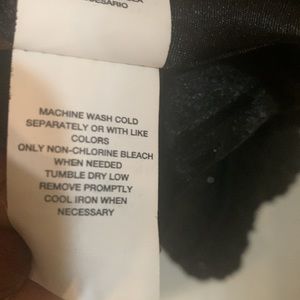 NECESARIO
MACHINE WASH COLD
SEPARATELY OR WITH LIKE
COLORS
ONLY NON-CHLORINE BLEACH
WHEN NEEDED
TUMBLE DRY LOW
REMOVE PROMPTLY
COOL IRON WHEN
NECESSARY